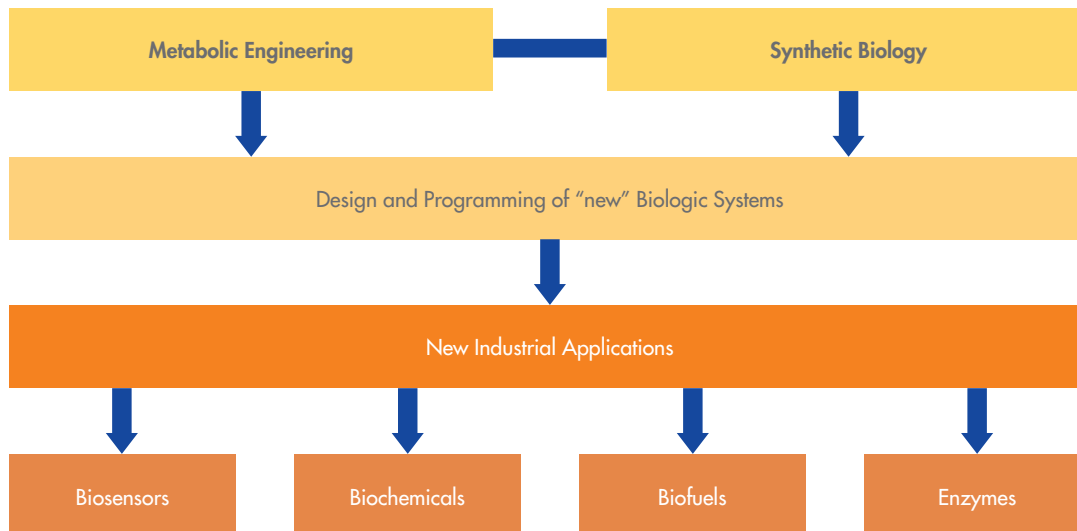 Metabolic Engineering
Synthetic Biology
Design and Programming of “new” Biologic Systems
New Industrial Applications
Biosensors
Biochemicals
Biofuels
Enzymes